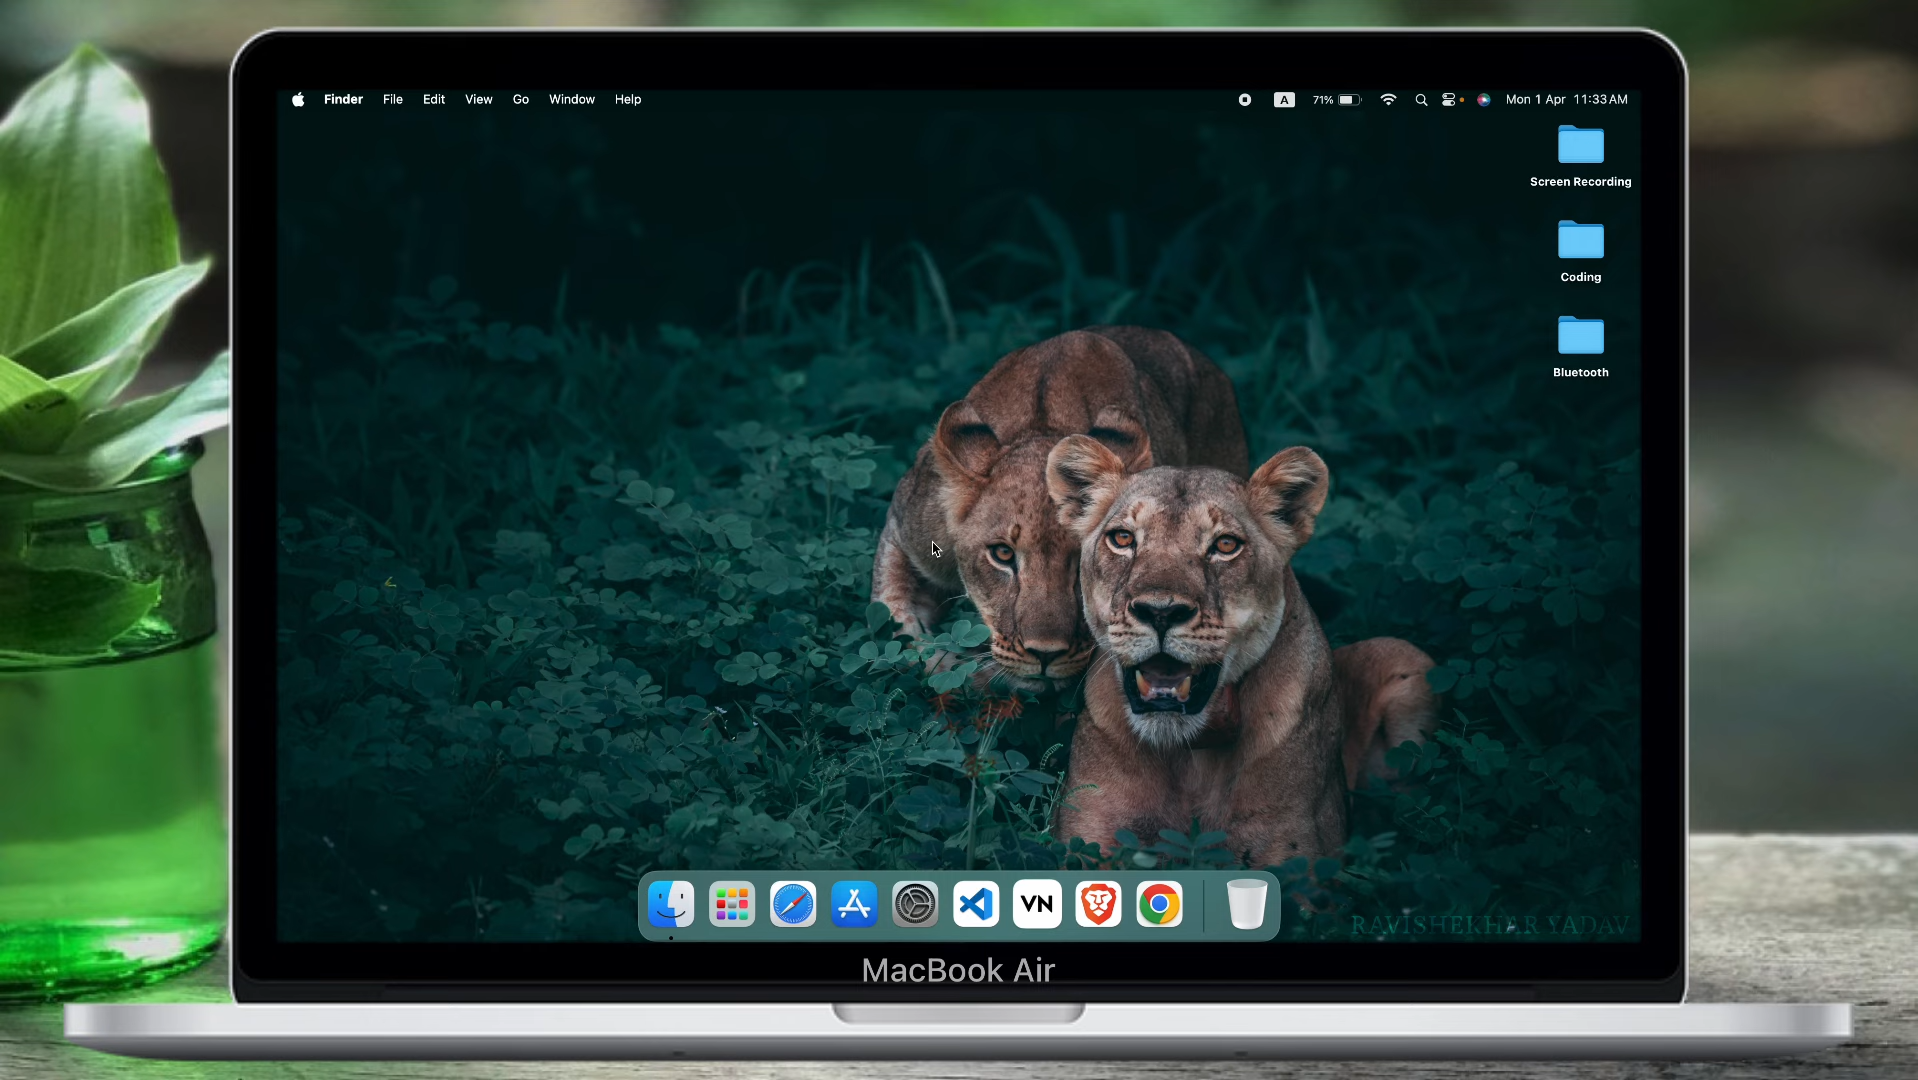 Finder File Edit View Go Window Help A 71% Mon 1 Apr 11:33 AM
Screen Recording
Coding
Bluetooth
VN
RAVISHEKHAR YADAV
MacBook Air